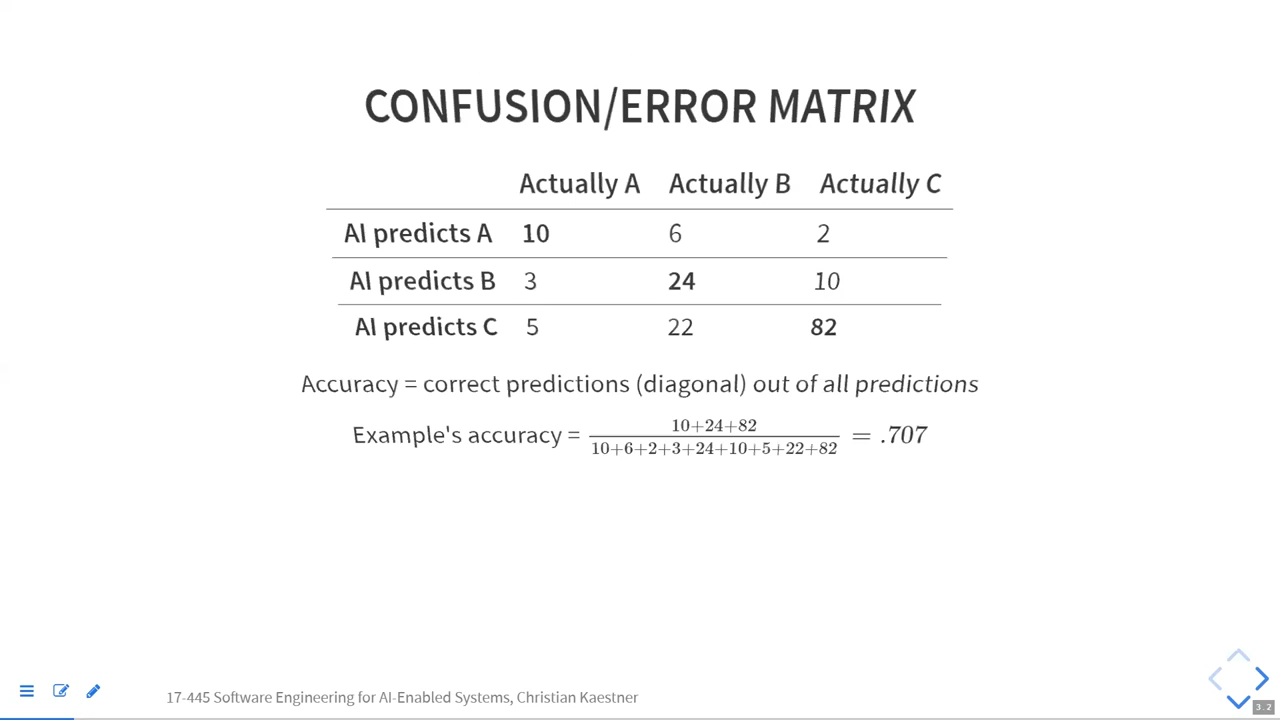 CONFUSION/ERROR MATRIX
Actually A Actually B Actually C
AI predicts A 10 6 2
AI predicts B 3 24 10
AI predicts C 5 22 82
Accuracy = correct predictions (diagonal) out of all predictions
Example's accuracy = 10+24+82 / 10+6+2+3+24+10+5+22+82 = .707
17-445 Software Engineering for AI-Enabled Systems, Christian Kaestner
3.2